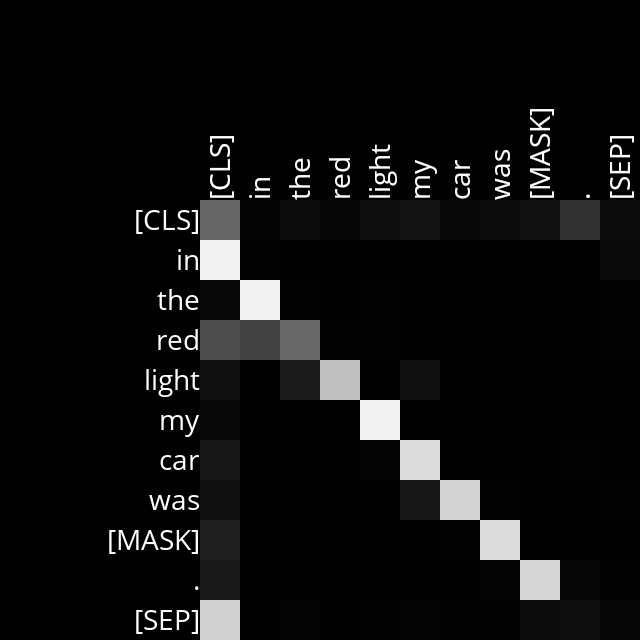 [CLS] in the red light my car was [MASK] . [SEP]
[CLS]
in
the
red
light
my
car
was
[MASK]
.
[SEP]